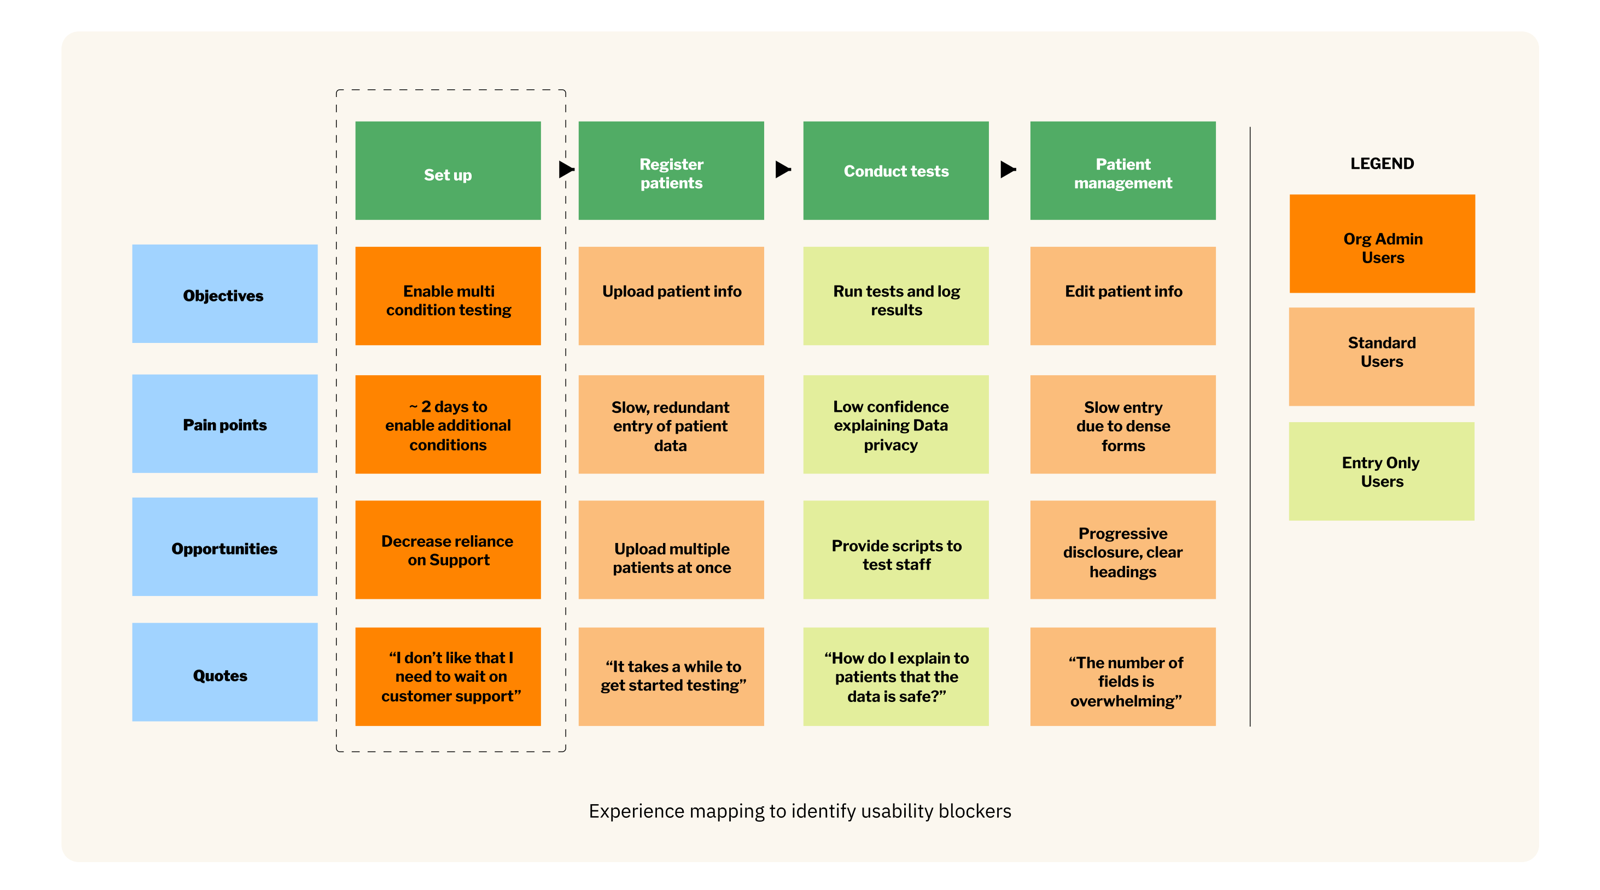 Set up
Register
patients
Conduct tests
Patient
management
LEGEND
Org Admin
Users
Standard
Users
Entry Only
Users
Objectives
Enable multi
condition testing
Upload patient info
Run tests and log
results
Edit patient info
Pain points
~ 2 days to
enable additional
conditions
Slow, redundant
entry of patient
data
Low confidence
explaining Data
privacy
Slow entry
due to dense
forms
Opportunities
Decrease reliance
on Support
Upload multiple
patients at once
Provide scripts to
test staff
Progressive
disclosure, clear
headings
Quotes
“I don’t like that I
need to wait on
customer support”
“It takes a while to
get started testing”
“How do I explain to
patients that the
data is safe?”
“The number of
fields is
overwhelming”
Experience mapping to identify usability blockers